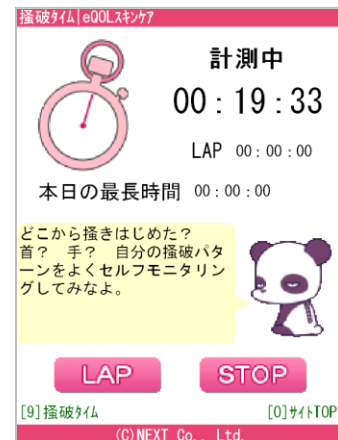 掻破ﾀｲﾑ|eQOLｽｷﾝｹｱ
計測中
00：19：33
LAP 00：00：00
本日の最長時間 00：00：00
どこから掻きはじめた？
首？ 手？ 自分の掻破パタ
ーンをよくセルフモニタリン
グしてみなよ。
LAP
STOP
[9]掻破ﾀｲﾑ
[0]ｻｲﾄTOP
(C)NEXT Co., Ltd.